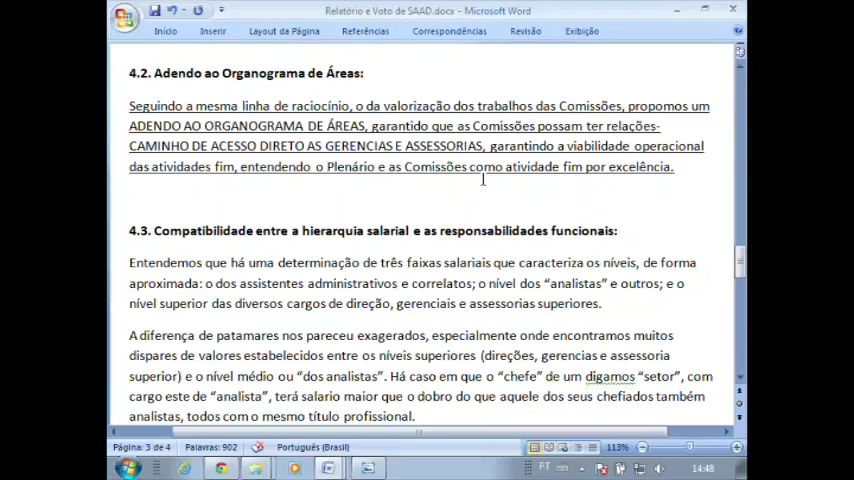 Relatório e Voto de SAAD.docx - Microsoft Word
Início Inserir Layout da Página Referências Correspondências Revisão Exibição
4.2. Adendo ao Organograma de Áreas:
Seguindo a mesma linha de raciocínio, o da valorização dos trabalhos das Comissões, propomos um
ADENDO AO ORGANOGRAMA DE ÁREAS, garantido que as Comissões possam ter relações-
CAMINHO DE ACESSO DIRETO AS GERENCIAS E ASSESSORIAS, garantindo a viabilidade operacional
das atividades fim, entendendo o Plenário e as Comissões como atividade fim por excelência.
4.3. Compatibilidade entre a hierarquia salarial e as responsabilidades funcionais:
Entendemos que há uma determinação de três faixas salariais que caracteriza os níveis, de forma
aproximada: o dos assistentes administrativos e correlatos; o nível dos “analistas” e outros; e o
nível superior das diversos cargos de direção, gerenciais e assessorias superiores.
A diferença de patamares nos pareceu exagerados, especialmente onde encontramos muitos
dispares de valores estabelecidos entre os níveis superiores (direções, gerencias e assessoria
superior) e o nível médio ou “dos analistas”. Há caso em que o “chefe” de um digamos “setor”, com
cargo este de “analista”, terá salario maior que o dobro do que aquele dos seus chefiados também
analistas, todos com o mesmo título profissional.
Página: 3 de 4 Palavras: 902 Português (Brasil) 113%
PT 14:48